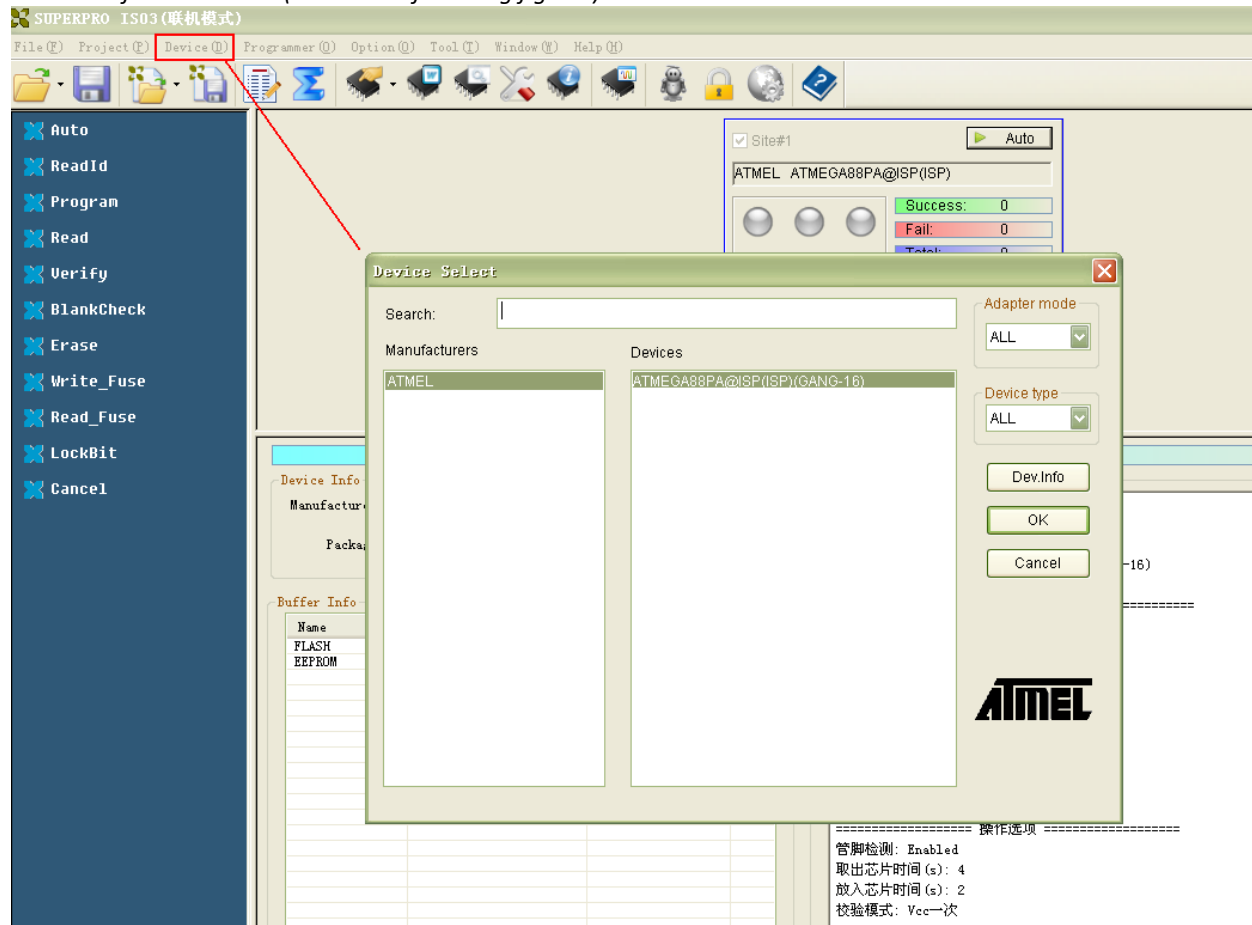 SUPERPRO IS03(联机模式)
File(F) Project(P) Device(D) Programmer(Q) Option(O) Tool(T) Window(W) Help(H)
Auto
ReadId
Program
Read
Verify
BlankCheck
Erase
Write_Fuse
Read_Fuse
LockBit
Cancel
Site#1
Auto
ATMEL ATMEGA88PA@ISP(ISP)
Success: 0
Fail: 0
Total: 0
Device Select
Search:
Manufacturers
Devices
ATMEL
ATMEGA88PA@ISP(ISP)(GANG-16)
Adapter mode
ALL
Device type
ALL
Dev.Info
OK
Cancel
ATMEL
Device Info
Manufacture
Packag
Buffer Info
Name
FLASH
EEPROM
-16)
==========
=================== 操作选项 ===================
管脚检测: Enabled
取出芯片时间(s): 4
放入芯片时间(s): 2
校验模式: Vcc一次